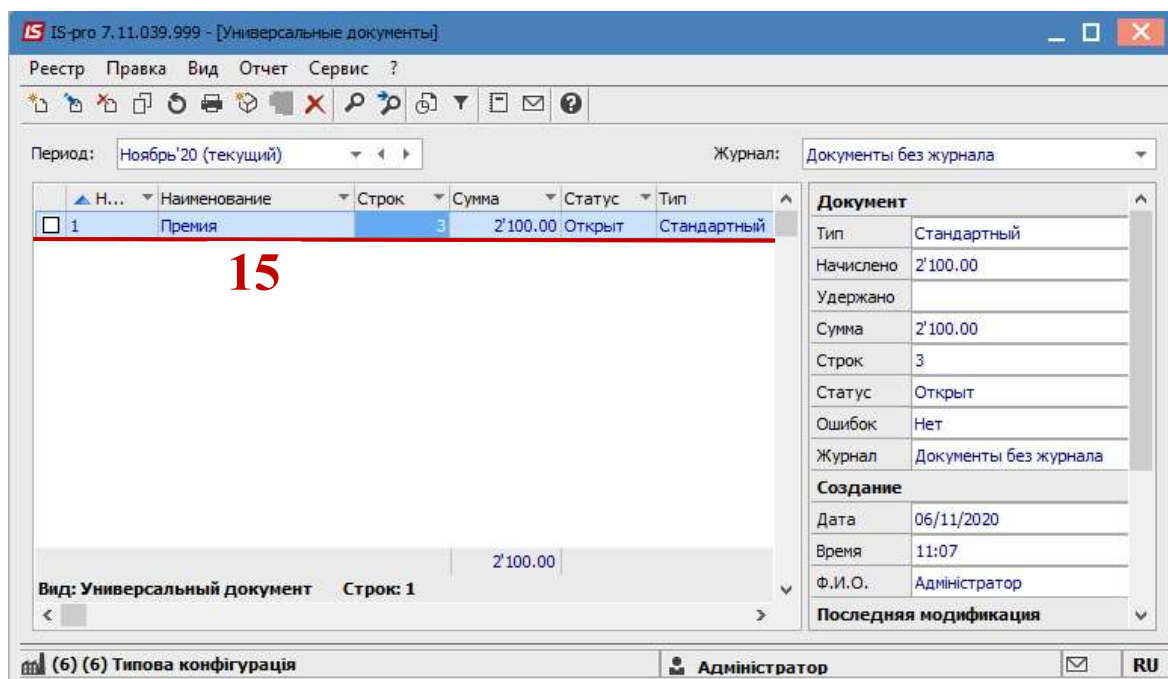 IS-pro 7.11.039.999 - [Универсальные документы]
Реестр Правка Вид Отчет Сервис ?
Период: Ноябрь'20 (текущий) Журнал: Документы без журнала
Н... Наименование Строк Сумма Статус Тип
1 Премия 3 2'100.00 Открыт Стандартный
15
2'100.00
Вид: Универсальный документ Строк: 1
Документ
Тип Стандартный
Начислено 2'100.00
Удержано
Сумма 2'100.00
Строк 3
Статус Открыт
Ошибок Нет
Журнал Документы без журнала
Создание
Дата 06/11/2020
Время 11:07
Ф.И.О. Адміністратор
Последняя модификация
(6) (6) Типова конфігурація Адміністратор RU